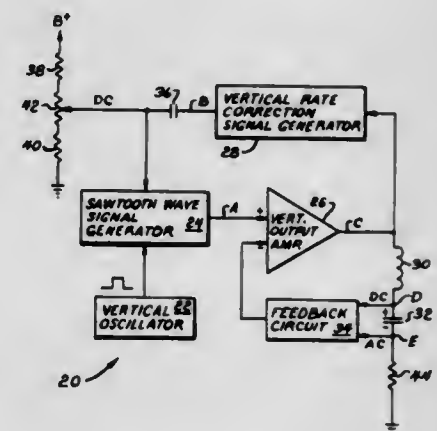 B+
38
42
DC
40
36
B
VERTICAL RATE
CORRECTION
SIGNAL GENERATOR
28
SAWTOOTH WAVE
SIGNAL
GENERATOR 24
A
+
VERT.
OUTPUT
AMP.
-
26
C
30
VERTICAL 22
OSCILLATOR
20
FEEDBACK
CIRCUIT 34
DC
D
+
-
32
AC
E
44